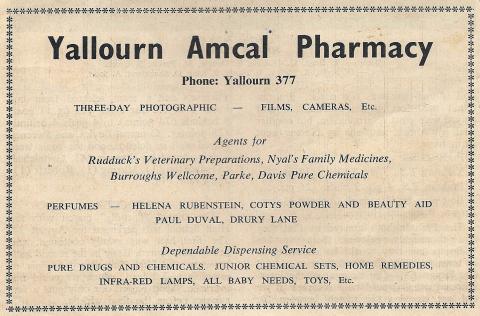 Yallourn Amcal Pharmacy
Phone: Yallourn 377
THREE-DAY PHOTOGRAPHIC — FILMS, CAMERAS, Etc.
Agents for
Rudduck's Veterinary Preparations, Nyal's Family Medicines,
Burroughs Wellcome, Parke, Davis Pure Chemicals
PERFUMES — HELENA RUBENSTEIN, COTYS POWDER AND BEAUTY AID
PAUL DUVAL, DRURY LANE
Dependable Dispensing Service
PURE DRUGS AND CHEMICALS. JUNIOR CHEMICAL SETS, HOME REMEDIES,
INFRA-RED LAMPS, ALL BABY NEEDS, TOYS, Etc.